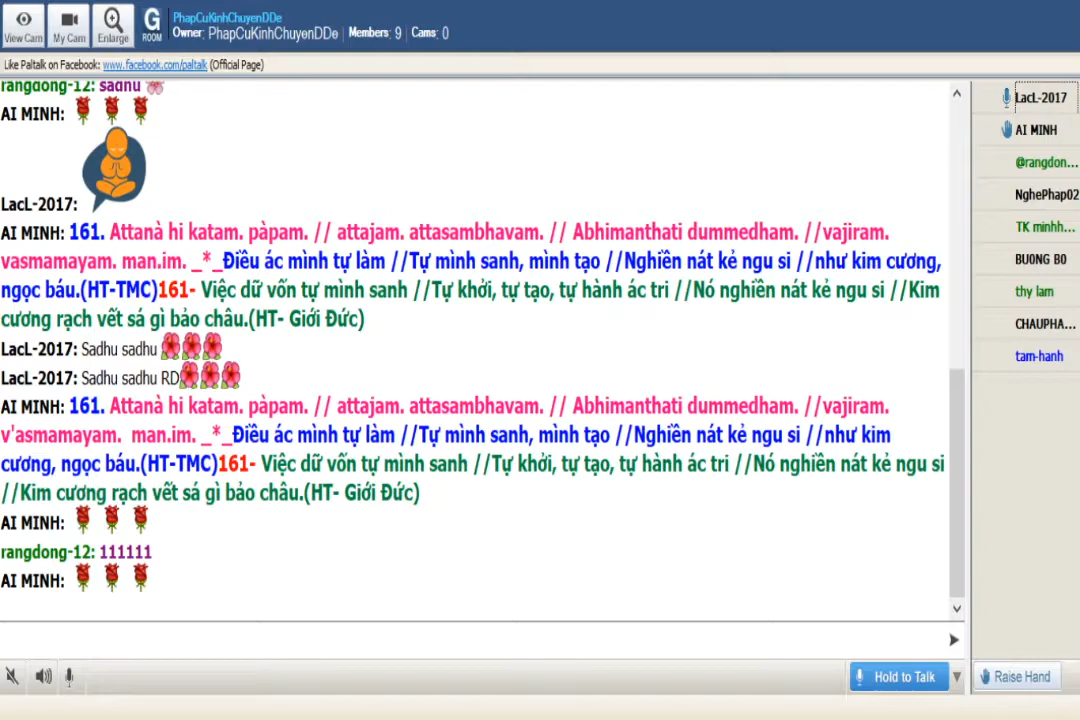 View Cam
My Cam
Enlarge
G
ROOM
PhapCuKinhChuyenDDe
Owner: PhapCuKinhChuyenDDe Members: 9 Cams: 0
Like Paltalk on Facebook: www.facebook.com/paltalk (Official Page)
rangdong-12: sadhu
AI MINH:
LacL-2017:
AI MINH: 161. Attanà hi katam. pàpam. // attajam. attasambhavam. // Abhimanthati dummedham. //vajiram.
vasmamayam. man.im. _*_Điều ác mình tự làm //Tự mình sanh, mình tạo //Nghiền nát kẻ ngu si //như kim cương,
ngọc báu.(HT-TMC)161- Việc dữ vốn tự mình sanh //Tự khởi, tự tạo, tự hành ác tri //Nó nghiền nát kẻ ngu si //Kim
cương rạch vết sá gì bảo châu.(HT- Giới Đức)
LacL-2017: Sadhu sadhu
LacL-2017: Sadhu sadhu RD
AI MINH: 161. Attanà hi katam. pàpam. // attajam. attasambhavam. // Abhimanthati dummedham. //vajiram.
v'asmamayam. man.im. _*_Điều ác mình tự làm //Tự mình sanh, mình tạo //Nghiền nát kẻ ngu si //như kim
cương, ngọc báu.(HT-TMC)161- Việc dữ vốn tự mình sanh //Tự khởi, tự tạo, tự hành ác tri //Nó nghiền nát kẻ ngu si
//Kim cương rạch vết sá gì bảo châu.(HT- Giới Đức)
AI MINH:
rangdong-12: 111111
AI MINH:
LacL-2017
AI MINH
@rangdon...
NghePhap02
TK minhh...
BUONG BO
thy lam
CHAUPHA...
tam-hanh
Hold to Talk
Raise Hand